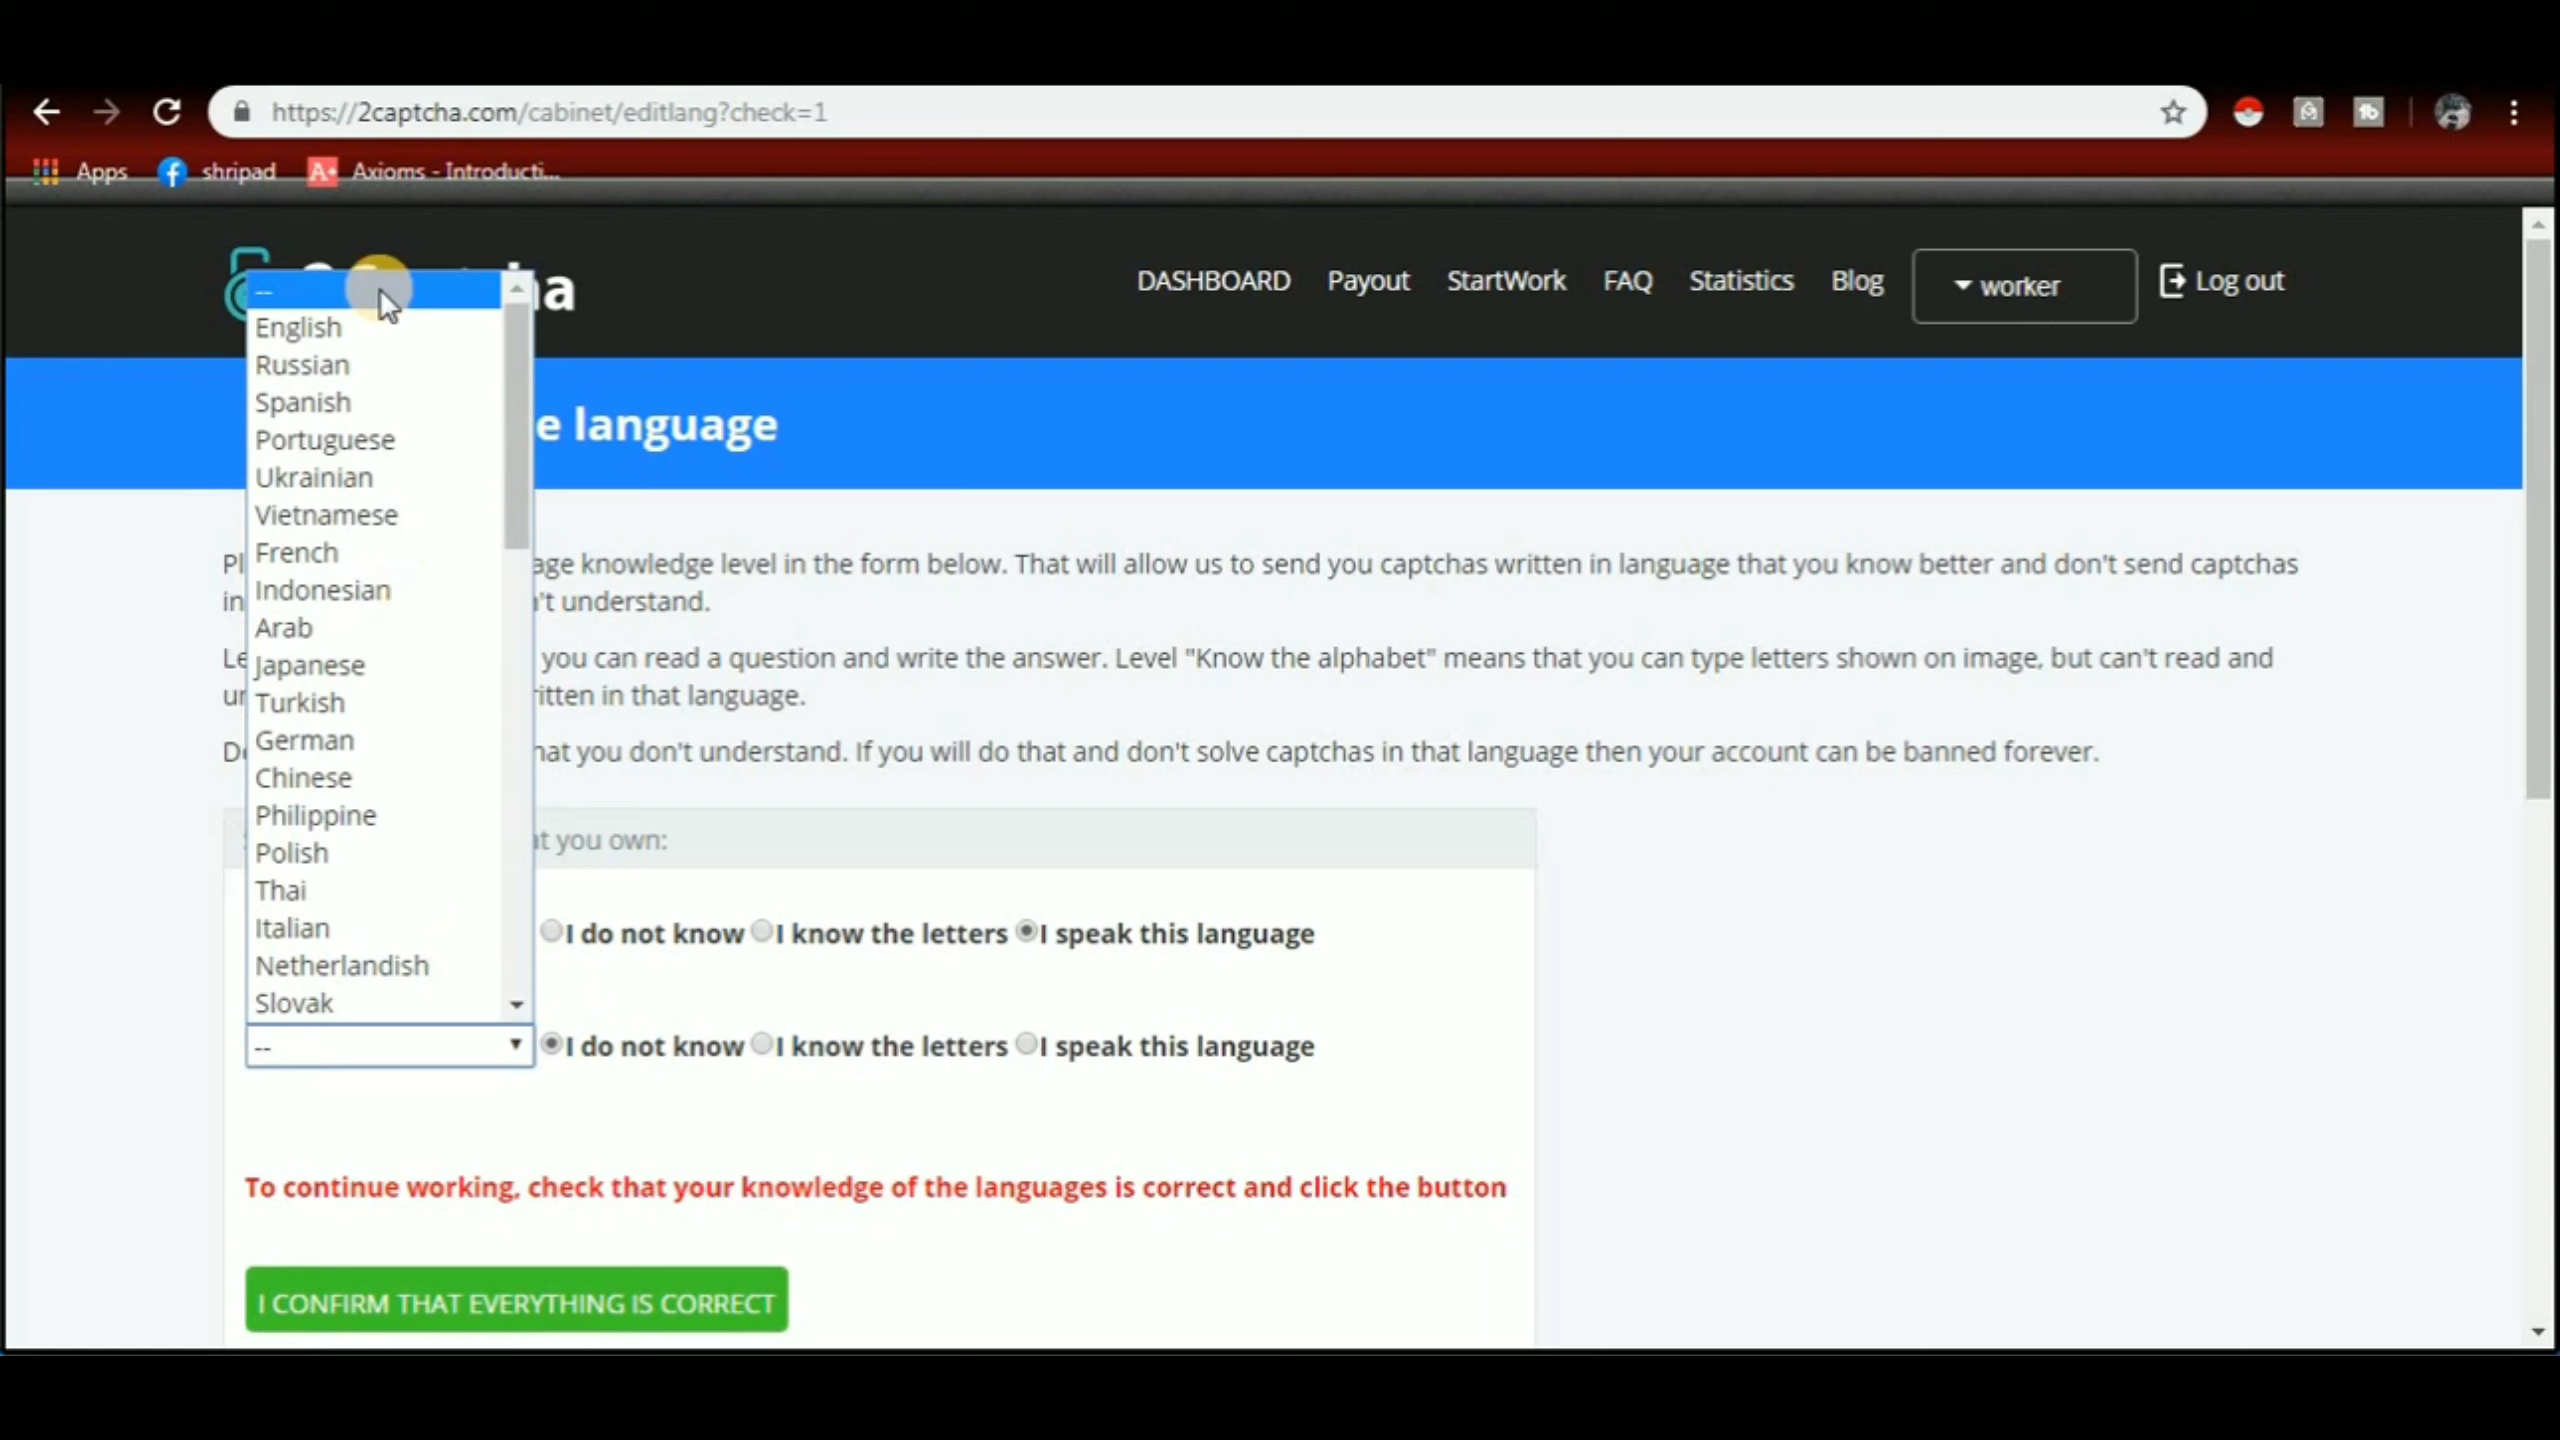 https://2captcha.com/cabinet/editlang?check=1
Apps shripad A+ Axioms - Introducti...
DASHBOARD Payout StartWork FAQ Statistics Blog worker Log out
--
English
Russian
Spanish
Portuguese
Ukrainian
Vietnamese
French
Indonesian
Arab
Japanese
Turkish
German
Chinese
Philippine
Polish
Thai
Italian
Netherlandish
Slovak
--
e language
age knowledge level in the form below. That will allow us to send you captchas written in language that you know better and don't send captchas
in 't understand.
you can read a question and write the answer. Level "Know the alphabet" means that you can type letters shown on image, but can't read and
itten in that language.
hat you don't understand. If you will do that and don't solve captchas in that language then your account can be banned forever.
at you own:
I do not know I know the letters I speak this language
I do not know I know the letters I speak this language
To continue working, check that your knowledge of the languages is correct and click the button
I CONFIRM THAT EVERYTHING IS CORRECT